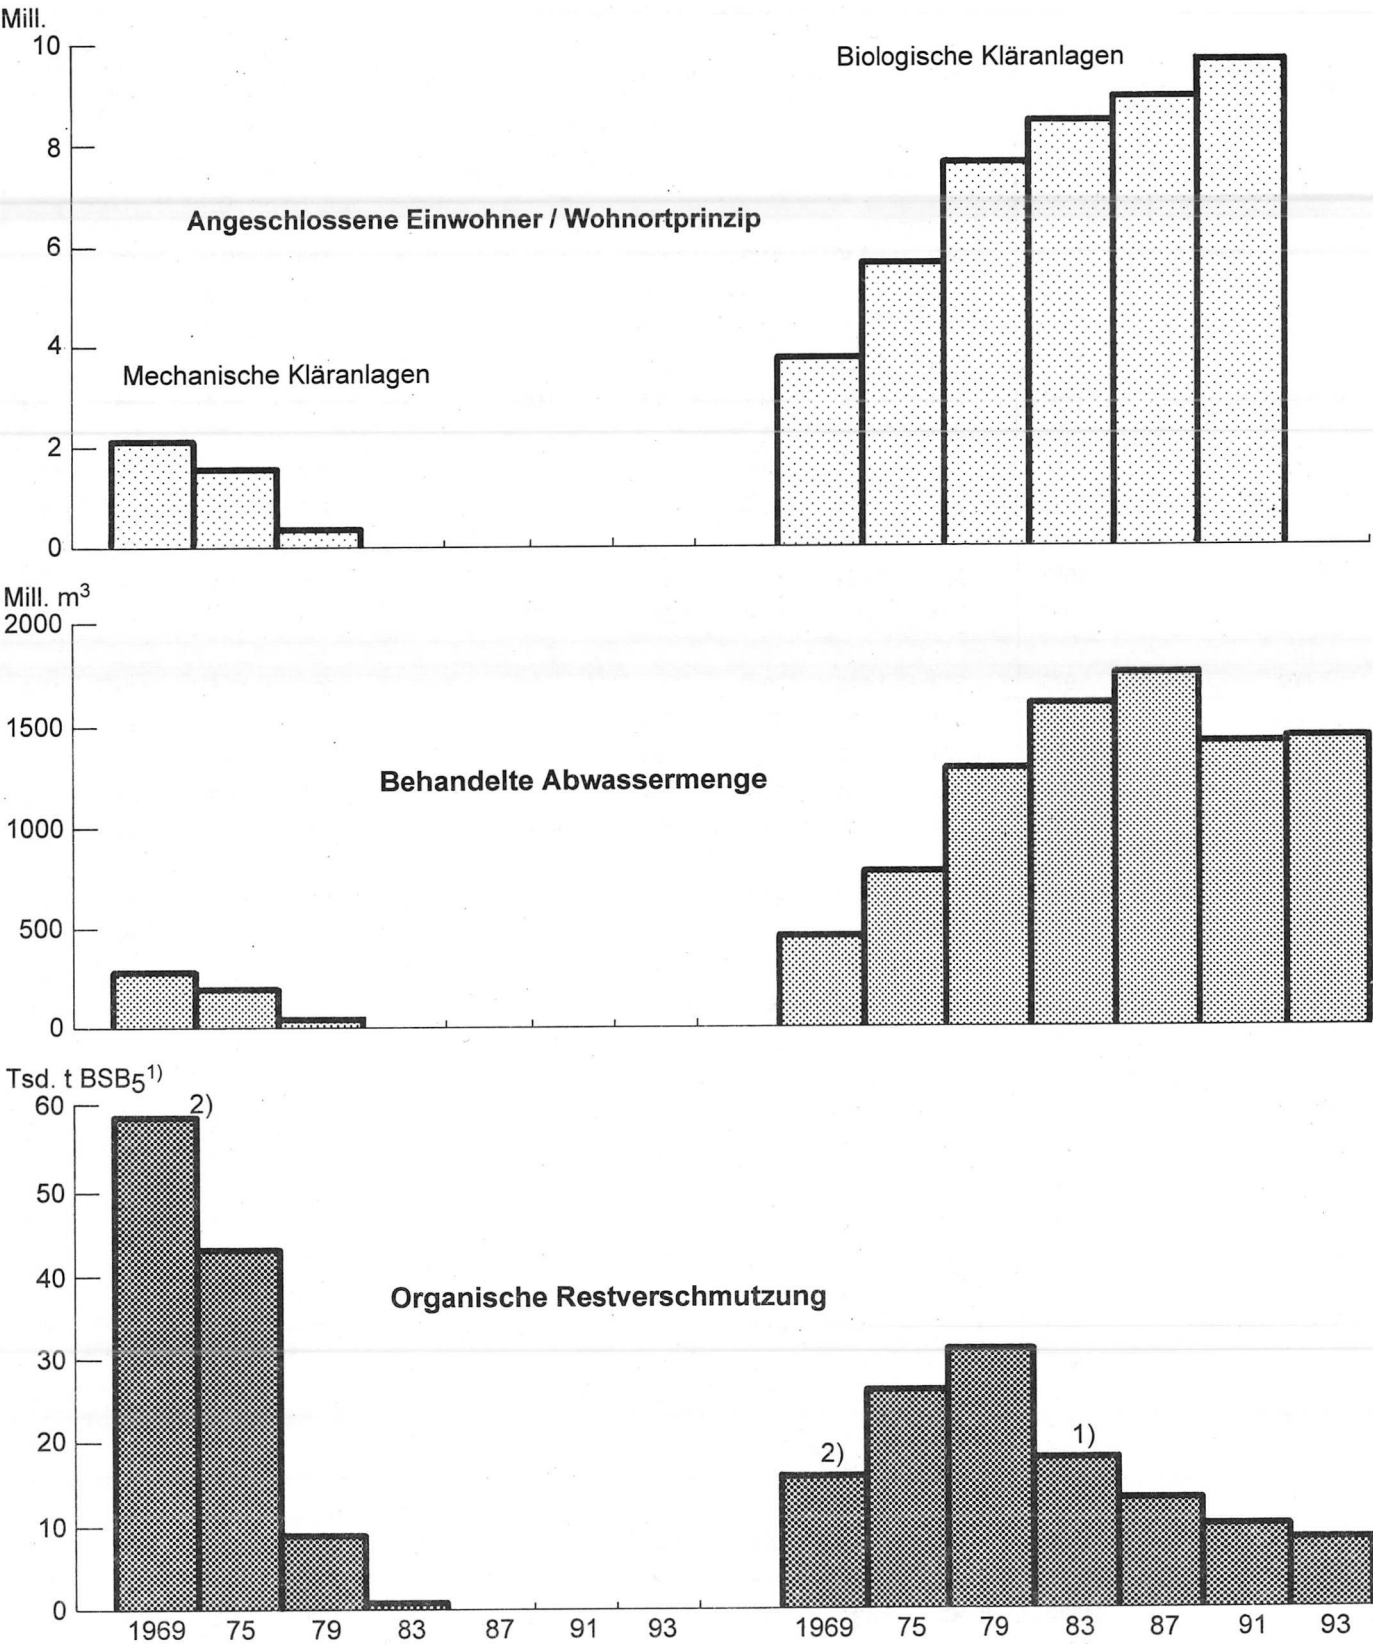 Mill.
10
8
6
4
2
0
Biologische Kläranlagen
Angeschlossene Einwohner / Wohnortprinzip
Mechanische Kläranlagen
Mill. m³
2000
1500
1000
500
0
Behandelte Abwassermenge
Tsd. t BSB₅¹⁾
60
50
40
30
20
10
0
2)
Organische Restverschmutzung
2)
1)
1969 75 79 83 87 91 93 1969 75 79 83 87 91 93